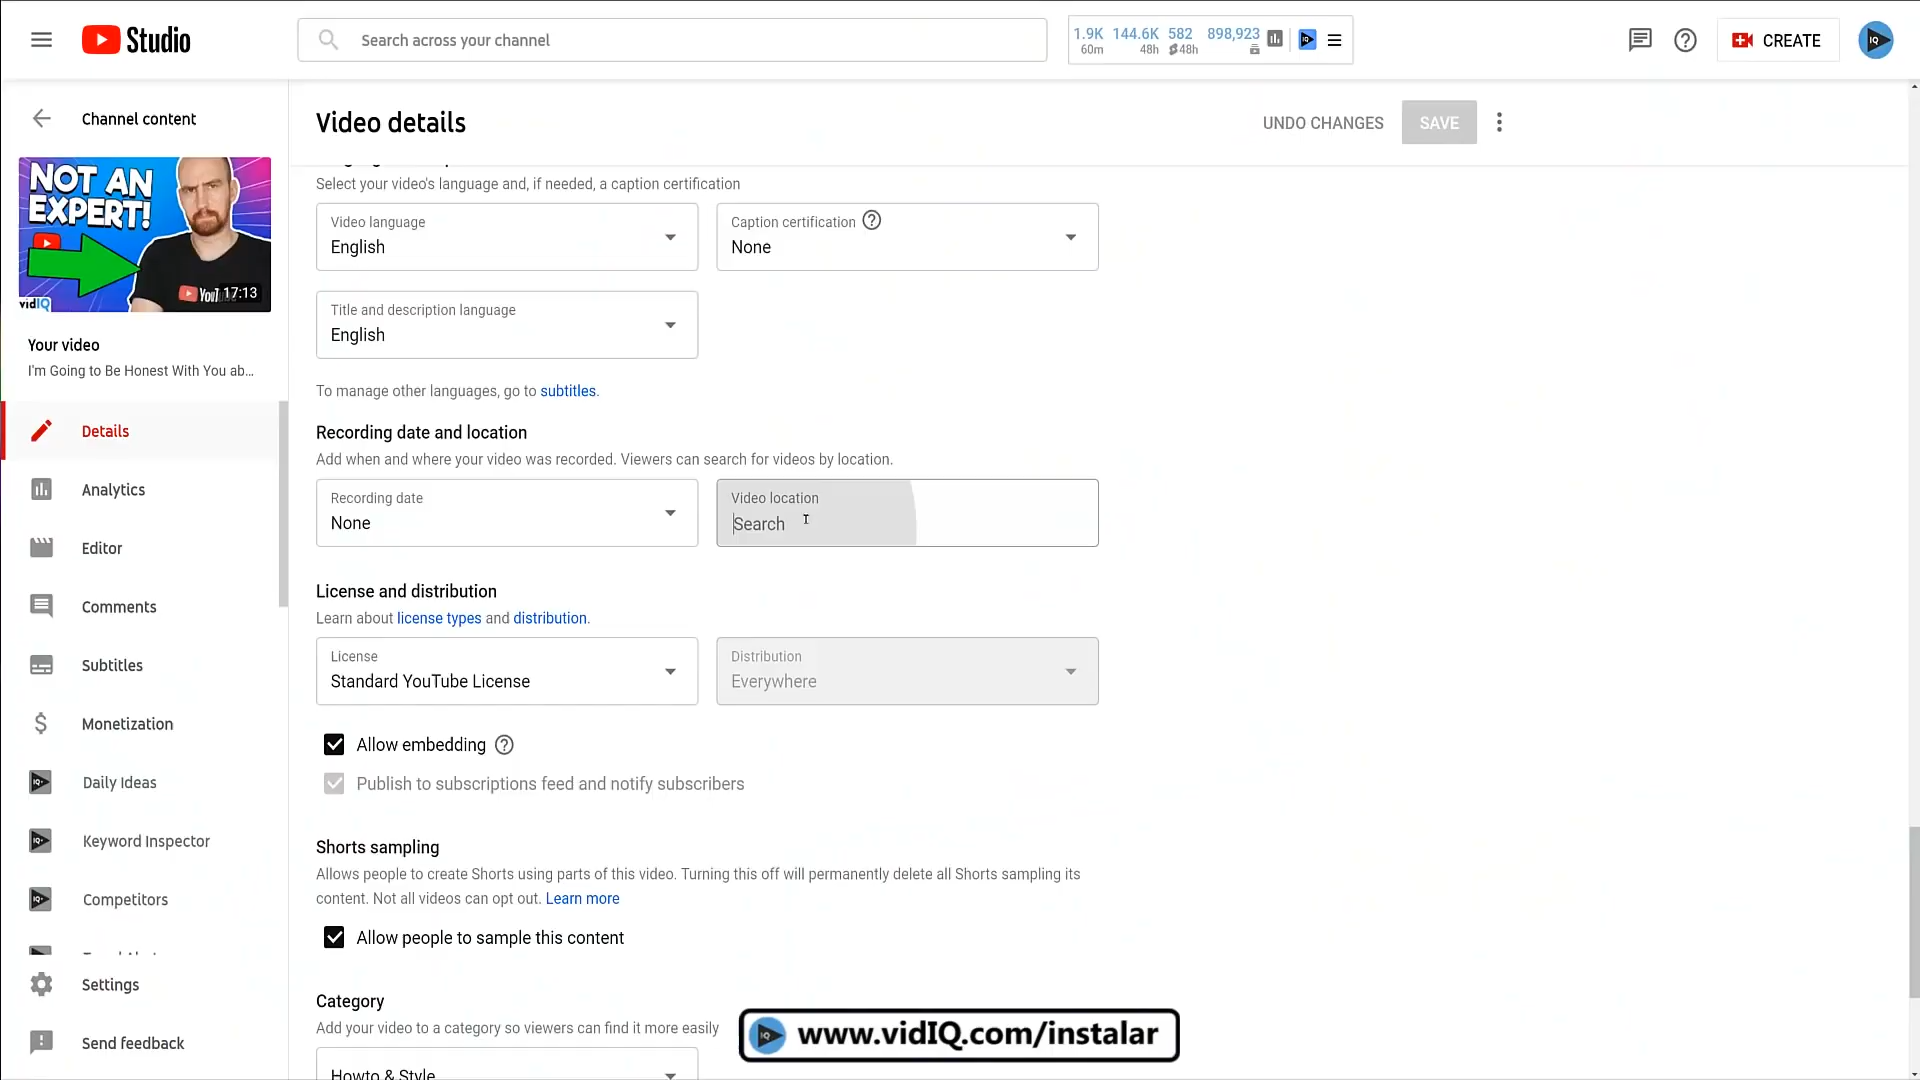 Studio
Search across your channel
1.9K 144.6K 582 898,923
60m 48h 48h
CREATE
Channel content
Video details
UNDO CHANGES
SAVE
NOT AN
EXPERT!
17:13
vidIQ
Your video
I'm Going to Be Honest With You ab...
Details
Analytics
Editor
Comments
Subtitles
Monetization
Daily Ideas
Keyword Inspector
Competitors
Settings
Send feedback
Select your video's language and, if needed, a caption certification
Video language
English
Caption certification
None
Title and description language
English
To manage other languages, go to subtitles.
Recording date and location
Add when and where your video was recorded. Viewers can search for videos by location.
Recording date
None
Video location
Search
License and distribution
Learn about license types and distribution.
License
Standard YouTube License
Distribution
Everywhere
Allow embedding
Publish to subscriptions feed and notify subscribers
Shorts sampling
Allows people to create Shorts using parts of this video. Turning this off will permanently delete all Shorts sampling its
content. Not all videos can opt out. Learn more
Allow people to sample this content
Category
Add your video to a category so viewers can find it more easily
Howto & Style
www.vidIQ.com/instalar